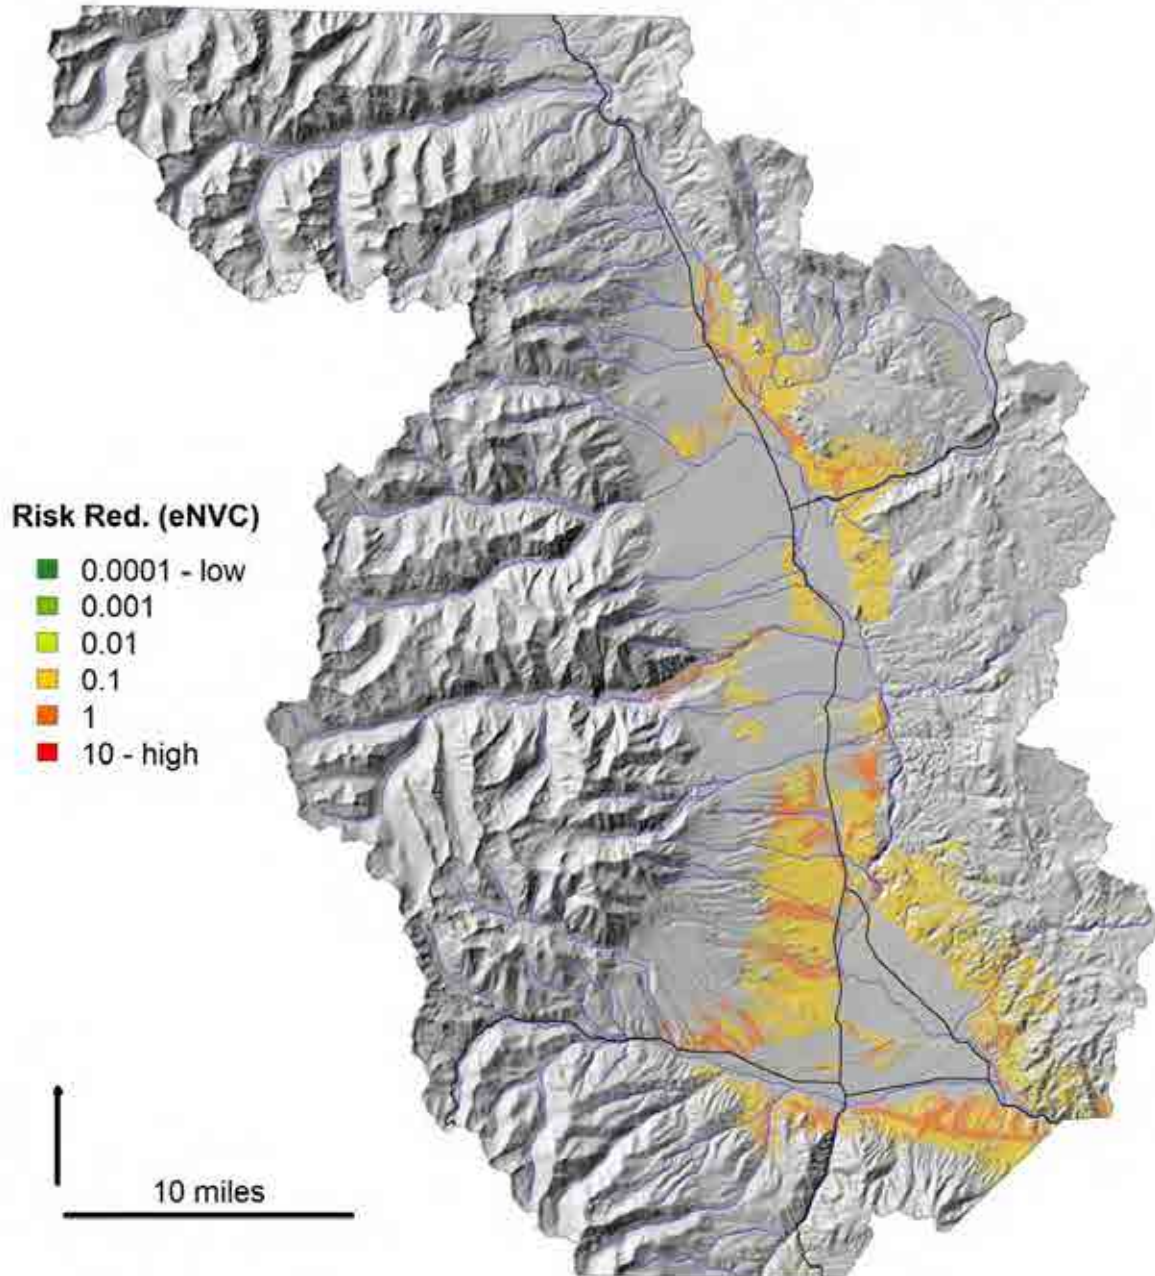 Risk Red. (eNVC)
0.0001 - low
0.001
0.01
0.1
1
10 - high
10 miles